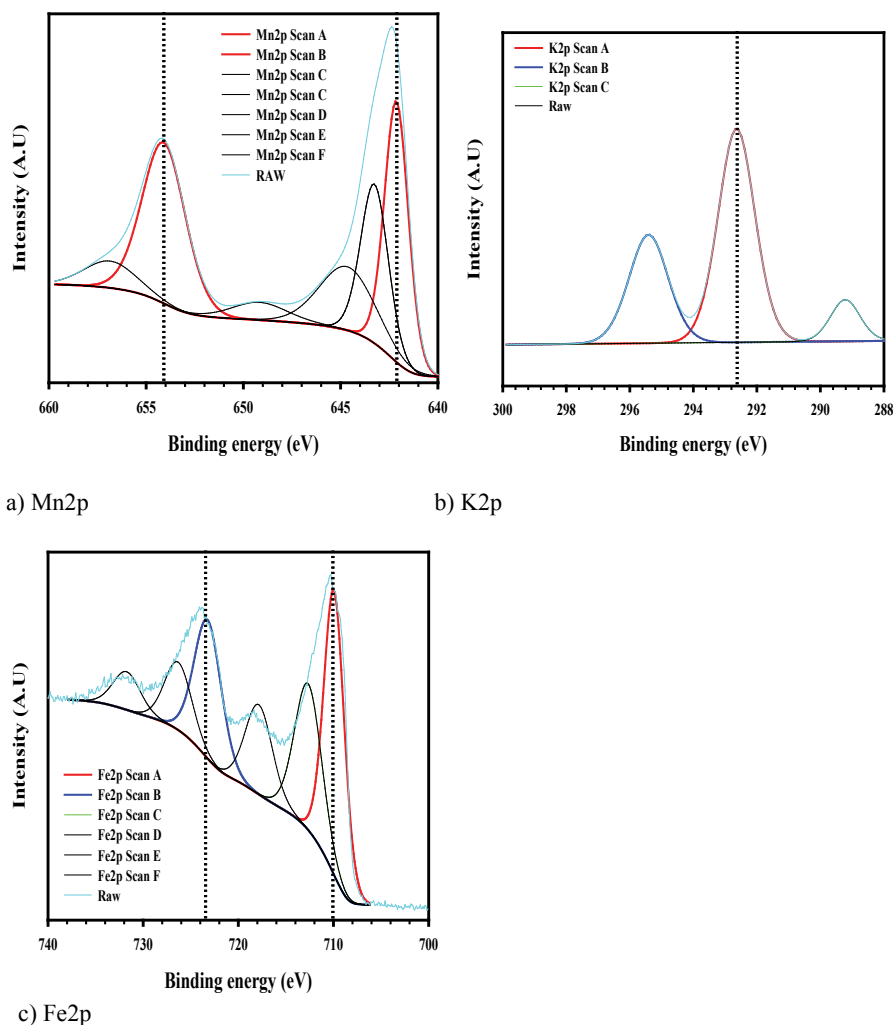 Mn2p Scan A
Mn2p Scan B
Mn2p Scan C
Mn2p Scan C
Mn2p Scan D
Mn2p Scan E
Mn2p Scan F
RAW
Intensity (A.U)
660 655 650 645 640
Binding energy (eV)
a) Mn2p
K2p Scan A
K2p Scan B
K2p Scan C
Raw
Intensity (A.U)
300 298 296 294 292 290 288
Binding energy (eV)
b) K2p
Fe2p Scan A
Fe2p Scan B
Fe2p Scan C
Fe2p Scan D
Fe2p Scan E
Fe2p Scan F
Raw
Intensity (A.U)
740 730 720 710 700
Binding energy (eV)
c) Fe2p